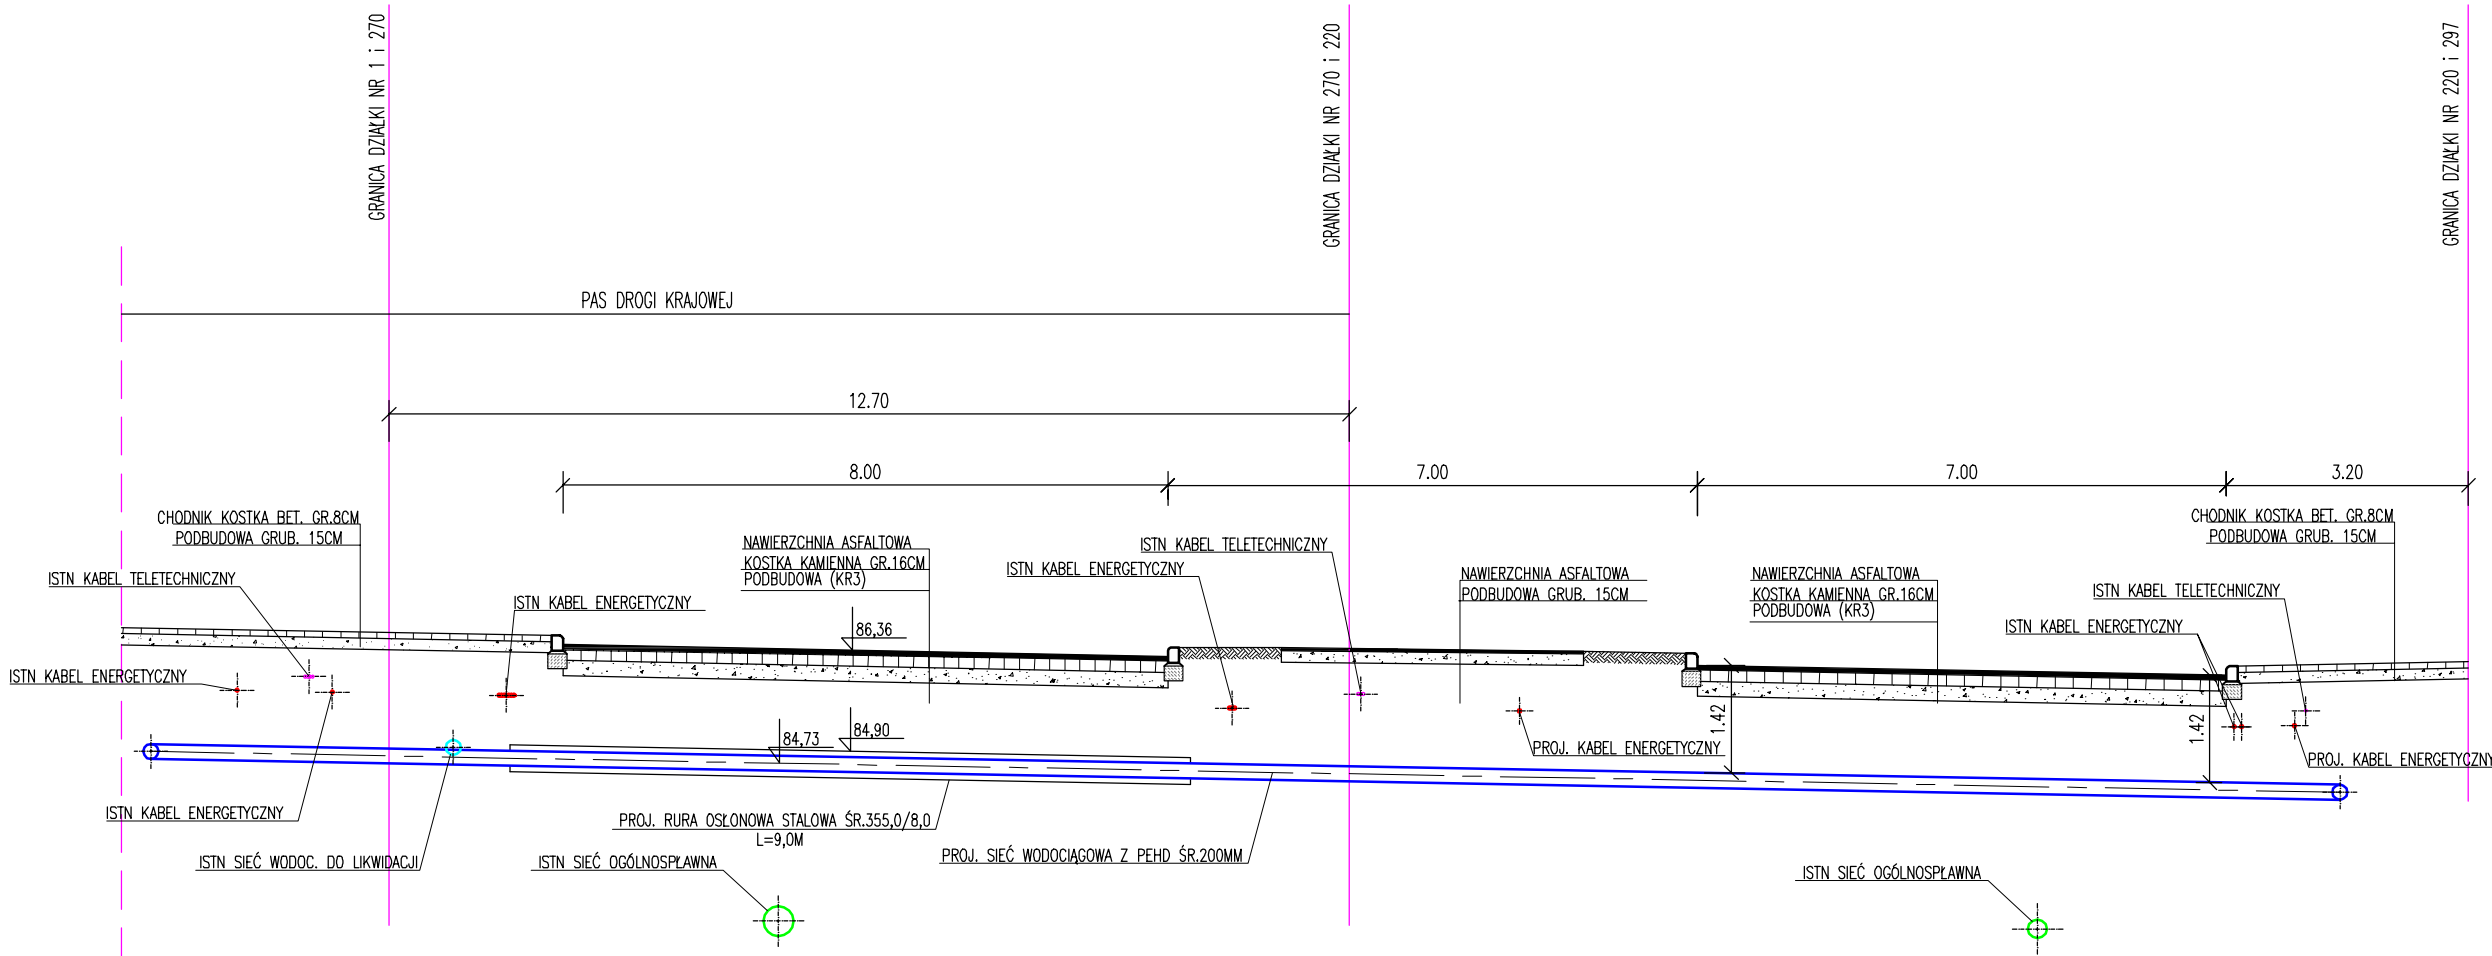 GRANICA DZIAŁKI NR 1 i 270
GRANICA DZIAŁKI NR 270 i 220
GRANICA DZIAŁKI NR 220 i 297
PAS DROGI KRAJOWEJ
12.70
8.00
7.00
7.00
3.20
CHODNIK KOSTKA BET. GR.8CM
PODBUDOWA GRUB. 15CM
ISTN KABEL TELETECHNICZNY
ISTN KABEL ENERGETYCZNY
NAWIERZCHNIA ASFALTOWA
KOSTKA KAMIENNA GR.16CM
PODBUDOWA (KR3)
86,36
ISTN KABEL TELETECHNICZNY
ISTN KABEL ENERGETYCZNY
NAWIERZCHNIA ASFALTOWA
PODBUDOWA GRUB. 15CM
NAWIERZCHNIA ASFALTOWA
KOSTKA KAMIENNA GR.16CM
PODBUDOWA (KR3)
CHODNIK KOSTKA BET. GR.8CM
PODBUDOWA GRUB. 15CM
ISTN KABEL TELETECHNICZNY
ISTN KABEL ENERGETYCZNY
ISTN KABEL ENERGETYCZNY
84,73
84,90
PROJ. KABEL ENERGETYCZNY
1.42
1.42
PROJ. KABEL ENERGETYCZNY
ISTN KABEL ENERGETYCZNY
PROJ. RURA OSŁONOWA STALOWA ŚR.355,0/8,0
L=9,0M
ISTN SIEĆ WODOC. DO LIKWIDACJI
ISTN SIEĆ OGÓLNOSPŁAWNA
PROJ. SIEĆ WODOCIĄGOWA Z PEHD ŚR.200MM
ISTN SIEĆ OGÓLNOSPŁAWNA